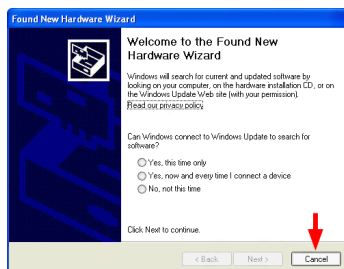 Found New Hardware Wizard
Welcome to the Found New
Hardware Wizard
Windows will search for current and updated software by
looking on your computer, on the hardware installation CD, or on
the Windows Update Web site (with your permission).
Read our privacy policy
Can Windows connect to Windows Update to search for
software?
Yes, this time only
Yes, now and every time I connect a device
No, not this time
Click Next to continue.
< Back Next > Cancel